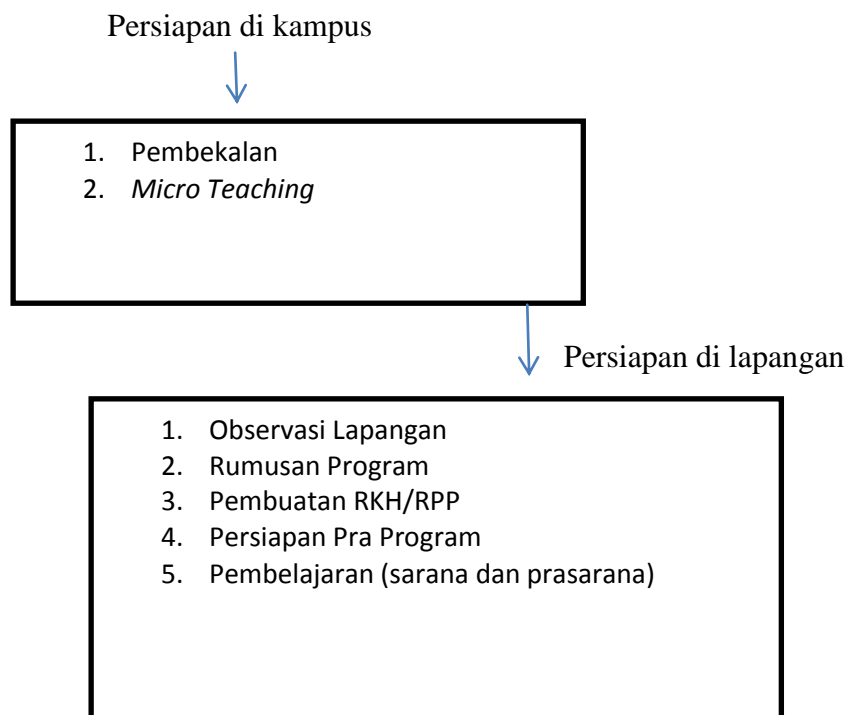 Persiapan di kampus
1. Pembekalan
2. Micro Teaching
Persiapan di lapangan
1. Observasi Lapangan
2. Rumusan Program
3. Pembuatan RKH/RPP
4. Persiapan Pra Program
5. Pembelajaran (sarana dan prasarana)